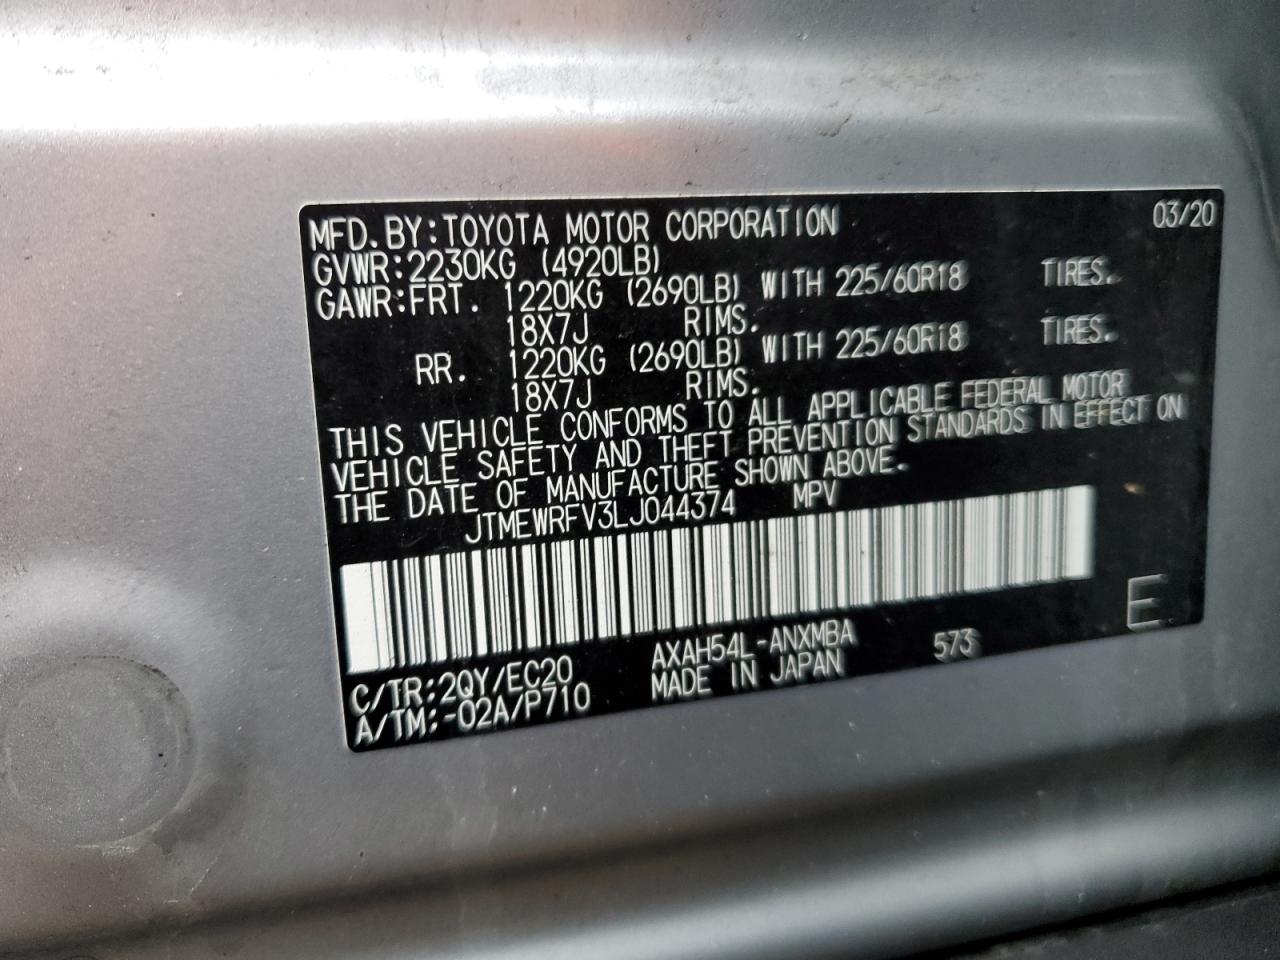 MFD. BY: TOYOTA MOTOR CORPORATION 03/20
GVWR: 2230KG (4920LB)
GAWR: FRT. 1220KG (2690LB) WITH 225/60R18 TIRES.
18X7J RIMS.
RR. 1220KG (2690LB) WITH 225/60R18 TIRES.
18X7J RIMS.
THIS VEHICLE CONFORMS TO ALL APPLICABLE FEDERAL MOTOR
VEHICLE SAFETY AND THEFT PREVENTION STANDARDS IN EFFECT ON
THE DATE OF MANUFACTURE SHOWN ABOVE.
JTMEWRFV3LJ044374 MPV
E
C/TR: 2QY/EC20 AXAH54L-ANXMBA 573
A/TM: -02A/P710 MADE IN JAPAN